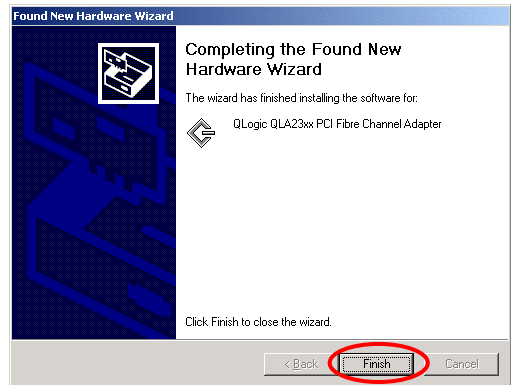 Found New Hardware Wizard
Completing the Found New
Hardware Wizard
The wizard has finished installing the software for:
QLogic QLA23xx PCI Fibre Channel Adapter
Click Finish to close the wizard.
< Back
Finish
Cancel